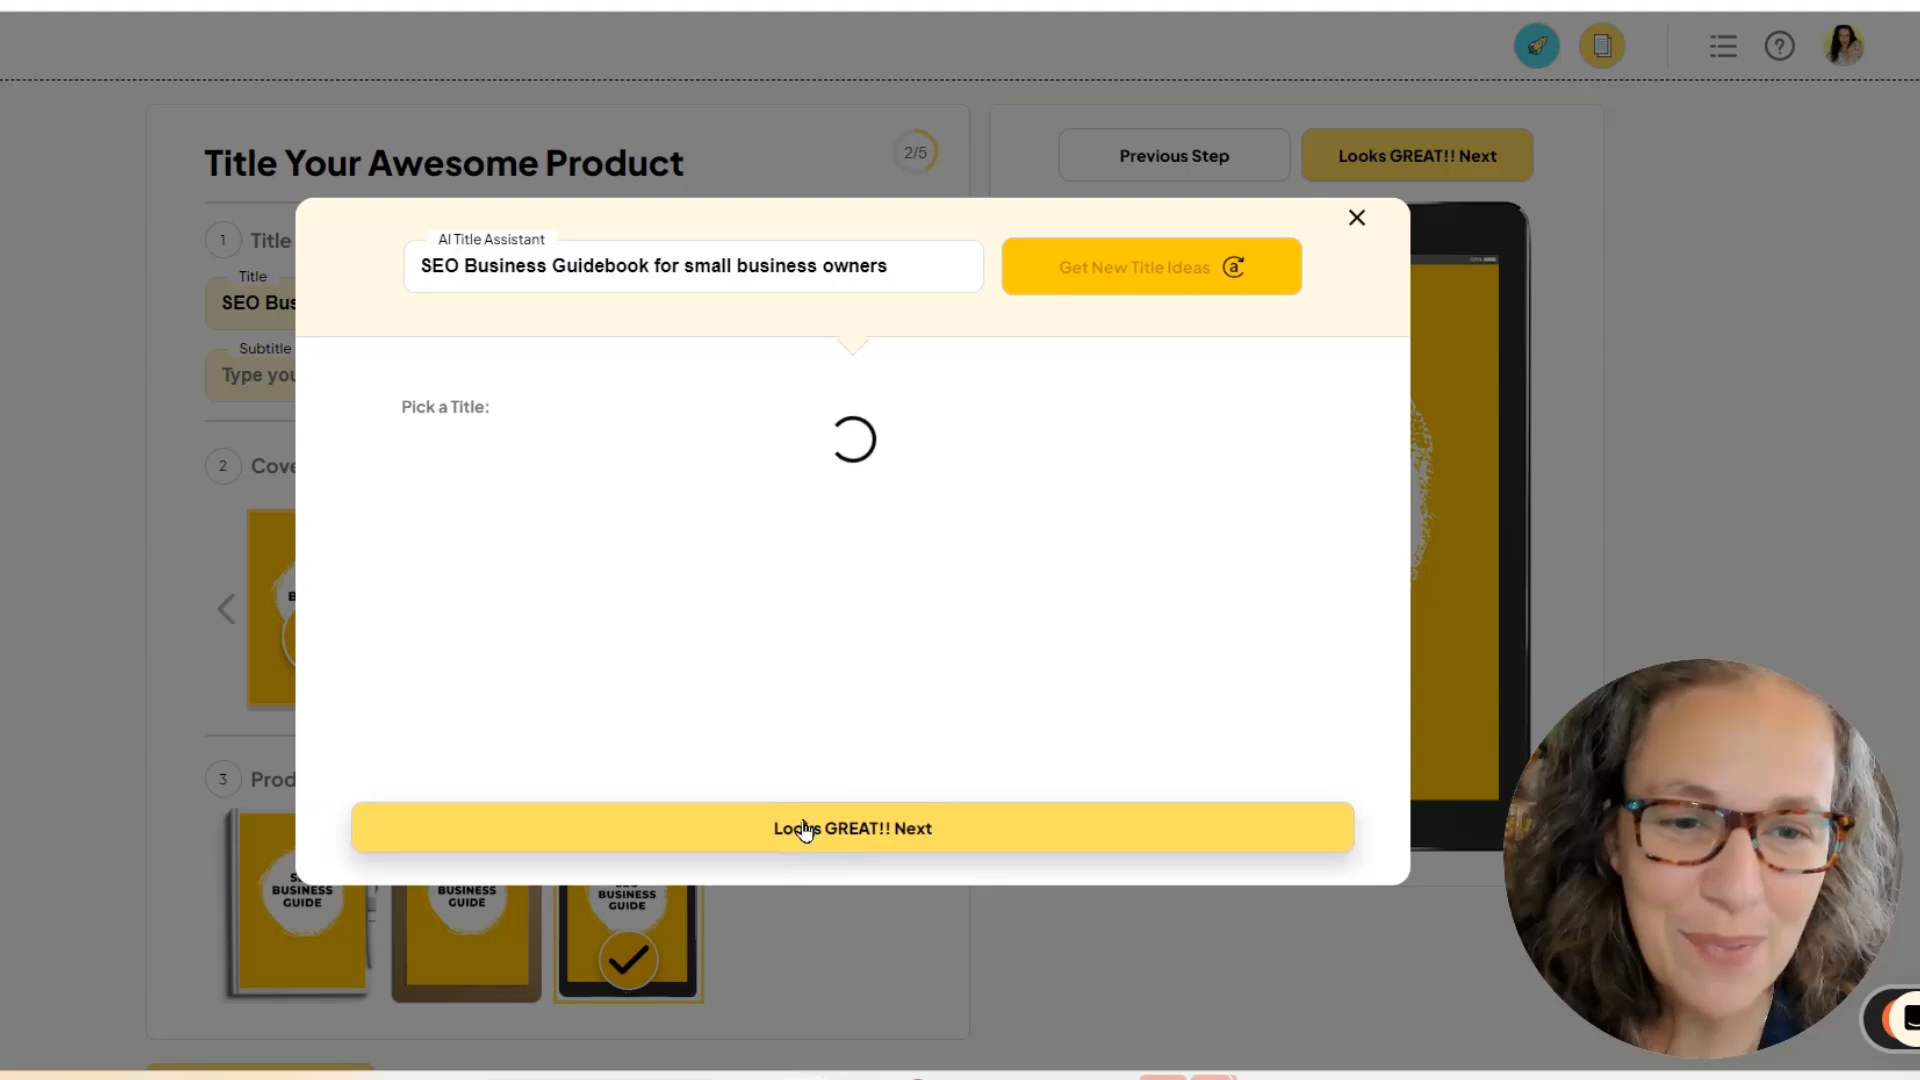 Title Your Awesome Product
2/5
Previous Step
Looks GREAT!! Next
AI Title Assistant
SEO Business Guidebook for small business owners
Get New Title Ideas
1
Title
Title
SEO Bus
Subtitle
Type you
Pick a Title:
2
Cove
3
Prod
Looks GREAT!! Next
BUSINESS
GUIDE
BUSINESS
GUIDE
BUSINESS
GUIDE